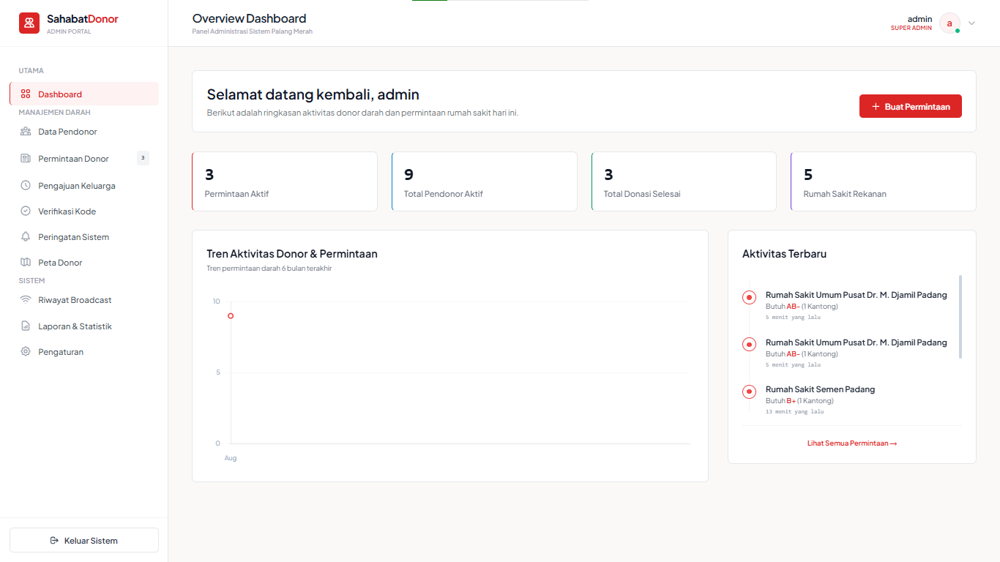 SahabatDonor
ADMIN PORTAL
UTAMA
Dashboard
MANAJEMEN DARAH
Data Pendonor
Permintaan Donor 3
Pengajuan Keluarga
Verifikasi Kode
Peringatan Sistem
Peta Donor
SISTEM
Riwayat Broadcast
Laporan & Statistik
Pengaturan
Keluar Sistem
Overview Dashboard
Panel Administrasi Sistem Palang Merah
admin
SUPER ADMIN
a
Selamat datang kembali, admin
Berikut adalah ringkasan aktivitas donor darah dan permintaan rumah sakit hari ini.
+ Buat Permintaan
3
Permintaan Aktif
9
Total Pendonor Aktif
3
Total Donasi Selesai
5
Rumah Sakit Rekanan
Tren Aktivitas Donor & Permintaan
Tren permintaan darah 6 bulan terakhir
10
5
0
Aug
Aktivitas Terbaru
Rumah Sakit Umum Pusat Dr. M. Djamil Padang
Butuh AB- (1 Kantong)
5 menit yang lalu
Rumah Sakit Umum Pusat Dr. M. Djamil Padang
Butuh AB- (1 Kantong)
5 menit yang lalu
Rumah Sakit Semen Padang
Butuh B+ (1 Kantong)
13 menit yang lalu
Lihat Semua Permintaan →